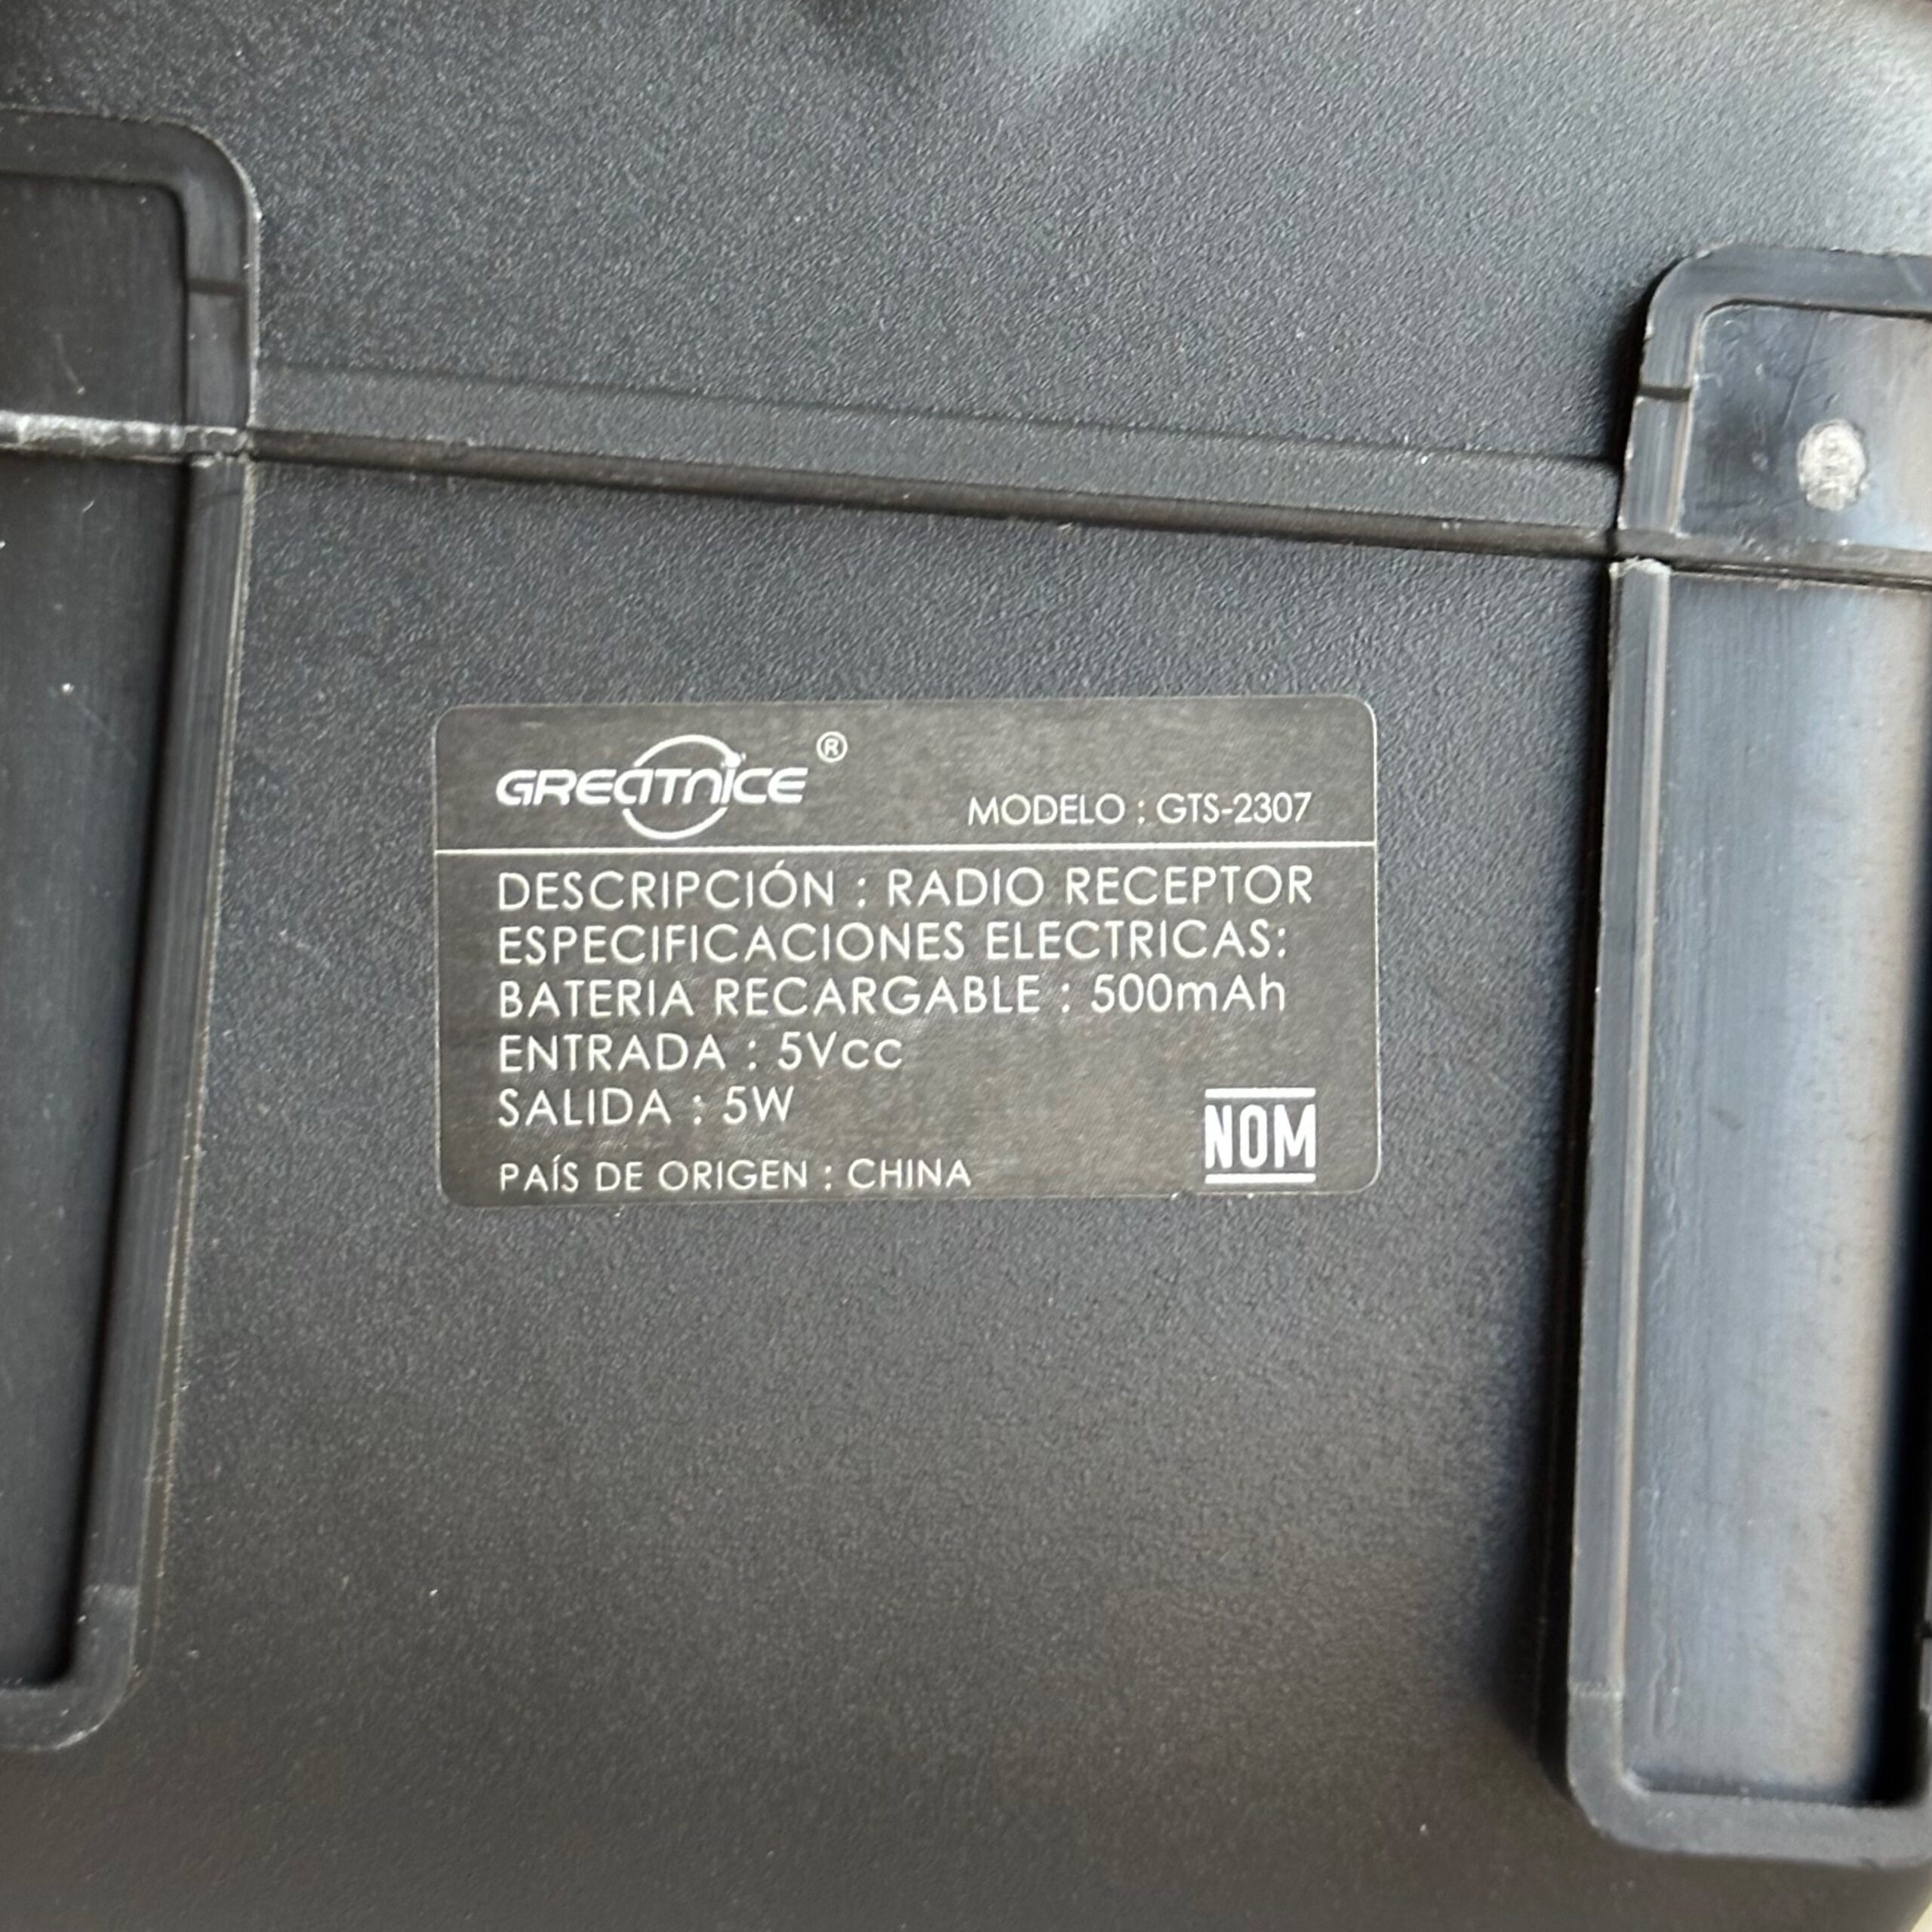 GREATNICE ®
MODELO : GTS-2307
DESCRIPCIÓN : RADIO RECEPTOR
ESPECIFICACIONES ELECTRICAS:
BATERIA RECARGABLE : 500mAh
ENTRADA : 5Vcc
SALIDA : 5W
PAÍS DE ORIGEN : CHINA
NOM